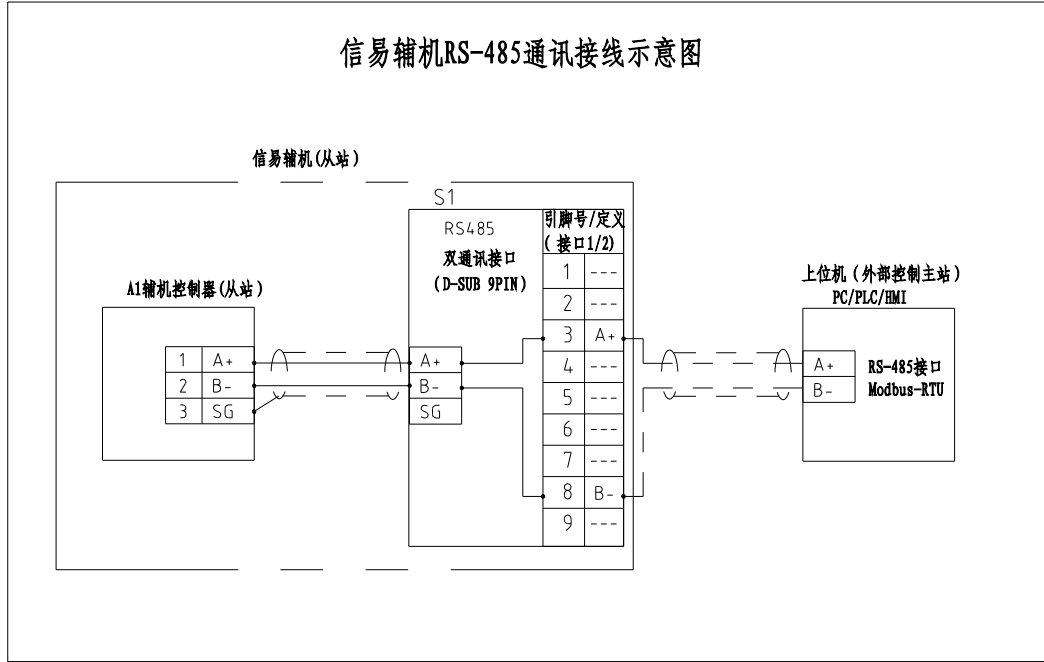 信易辅机RS-485通讯接线示意图
信易辅机(从站)
S1
RS485
双通讯接口
(D-SUB 9PIN)
引脚号/定义
(接口1/2)
1 ---
2 ---
3 A+
4 ---
5 ---
6 ---
7 ---
8 B-
9 ---
A1辅机控制器(从站)
1 A+
2 B-
3 SG
A+
B-
SG
上位机(外部控制主站)
PC/PLC/HMI
A+
B-
RS-485接口
Modbus-RTU